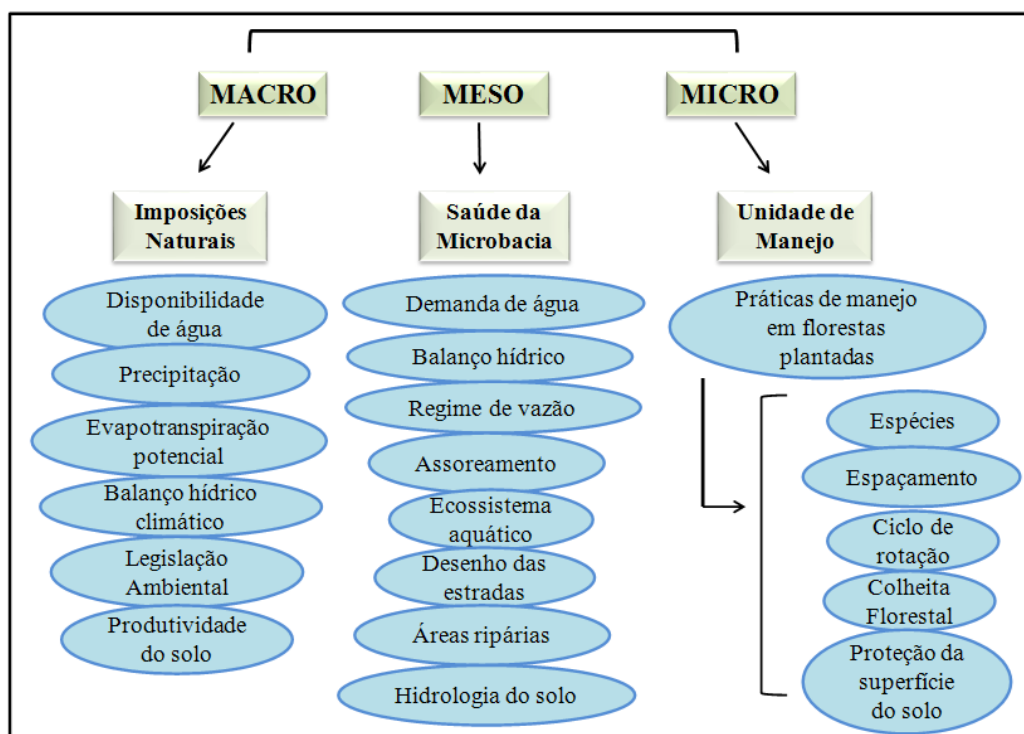 MACRO
MESO
MICRO
Imposições
Naturais
Saúde da
Microbacia
Unidade de
Manejo
Disponibilidade
de água
Precipitação
Evapotranspiração
potencial
Balanço hídrico
climático
Legislação
Ambiental
Produtividade
do solo
Demanda de água
Balanço hídrico
Regime de vazão
Assoreamento
Ecossistema
aquático
Desenho das
estradas
Áreas ripárias
Hidrologia do solo
Práticas de manejo
em florestas
plantadas
Espécies
Espaçamento
Ciclo de
rotação
Colheita
Florestal
Proteção da
superfície
do solo